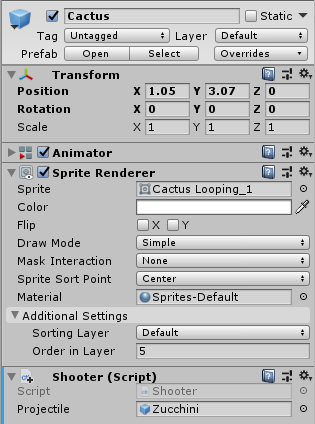 Cactus Static
Tag Untagged Layer Default
Prefab Open Select Overrides
Transform
Position X 1.05 Y 3.07 Z 0
Rotation X 0 Y 0 Z 0
Scale X 1 Y 1 Z 1
Animator
Sprite Renderer
Sprite Cactus Looping_1
Color
Flip X Y
Draw Mode Simple
Mask Interaction None
Sprite Sort Point Center
Material Sprites-Default
Additional Settings
Sorting Layer Default
Order in Layer 5
Shooter (Script)
Script Shooter
Projectile Zucchini